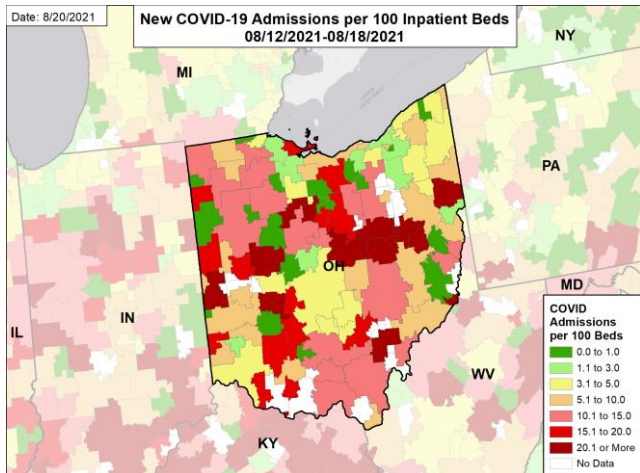 Date: 8/20/2021
New COVID-19 Admissions per 100 Inpatient Beds
08/12/2021-08/18/2021
NY
MI
PA
OH
MD
IL
IN
WV
KY
COVID
Admissions
per 100 Beds
0.0 to 1.0
1.1 to 3.0
3.1 to 5.0
5.1 to 10.0
10.1 to 15.0
15.1 to 20.0
20.1 or More
No Data